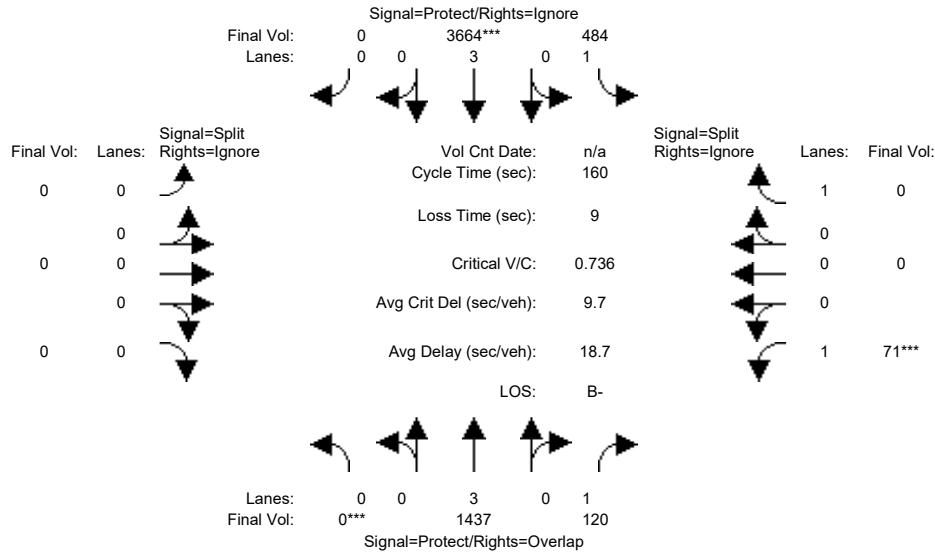 Signal=Protect/Rights=Ignore
Final Vol: 0 3664*** 484
Lanes: 0 0 3 0 1
Signal=Split Signal=Split
Final Vol: Lanes: Rights=Ignore Vol Cnt Date: n/a Rights=Ignore Lanes: Final Vol:
Cycle Time (sec): 160
0 0 1 0
Loss Time (sec): 9
0 0
0 0 Critical V/C: 0.736 0 0
0 Avg Crit Del (sec/veh): 9.7 0
0 0 Avg Delay (sec/veh): 18.7 1 71***
LOS: B-
Lanes: 0 0 3 0 1
Final Vol: 0*** 1437 120
Signal=Protect/Rights=Overlap